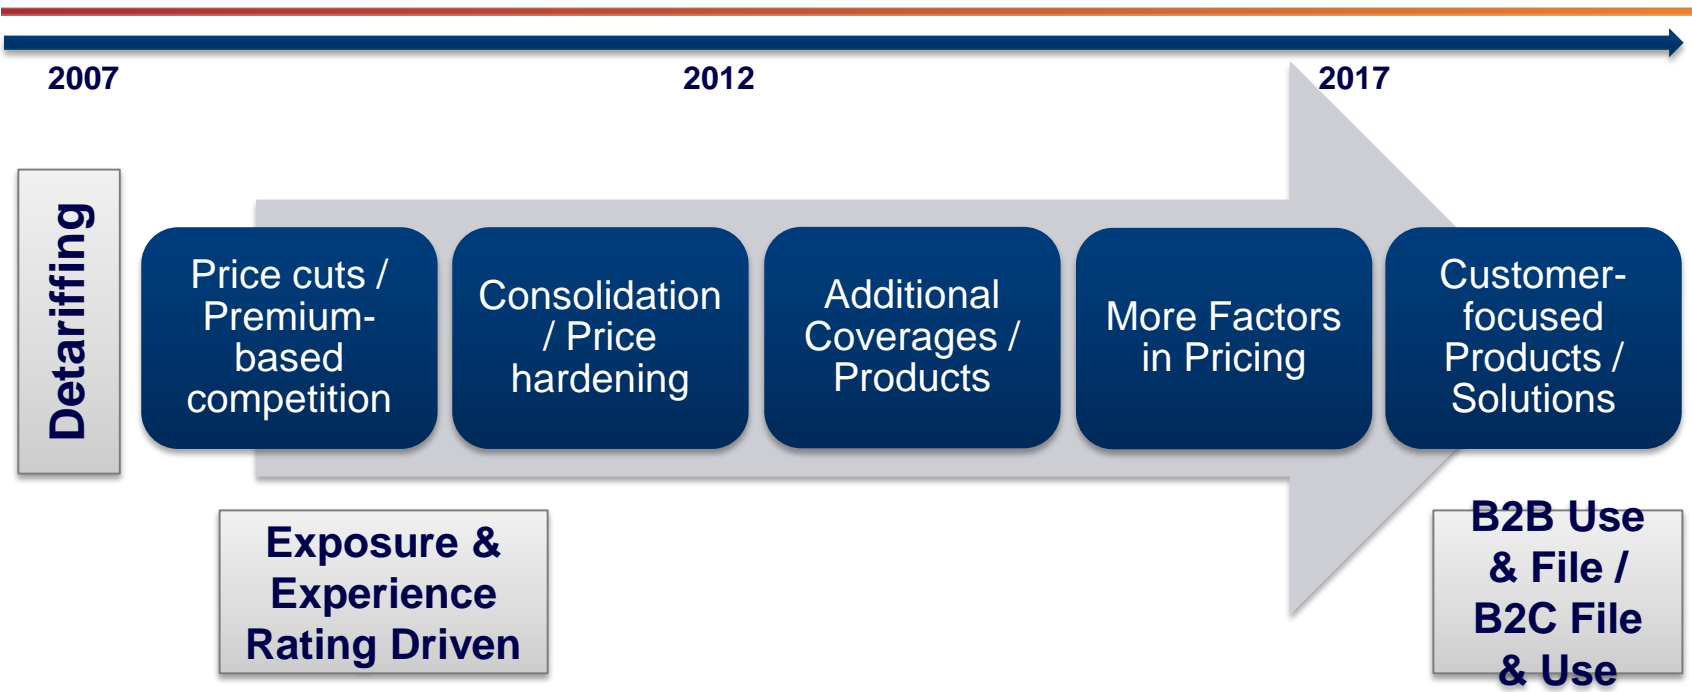 2007
2012
2017
Detariffing
Price cuts /
Premium-
based
competition
Consolidation
/ Price
hardening
Additional
Coverages /
Products
More Factors
in Pricing
Customer-
focused
Products /
Solutions
Exposure &
Experience
Rating Driven
B2B Use
& File /
B2C File
& Use